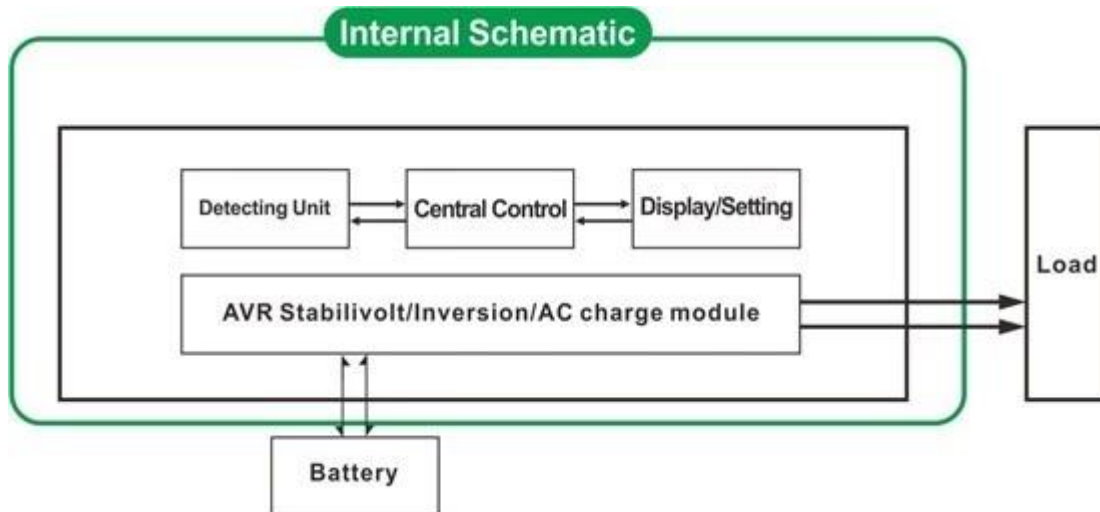 Internal Schematic
Detecting Unit
Central Control
Display/Setting
Load
AVR Stabilivolt/Inversion/AC charge module
Battery